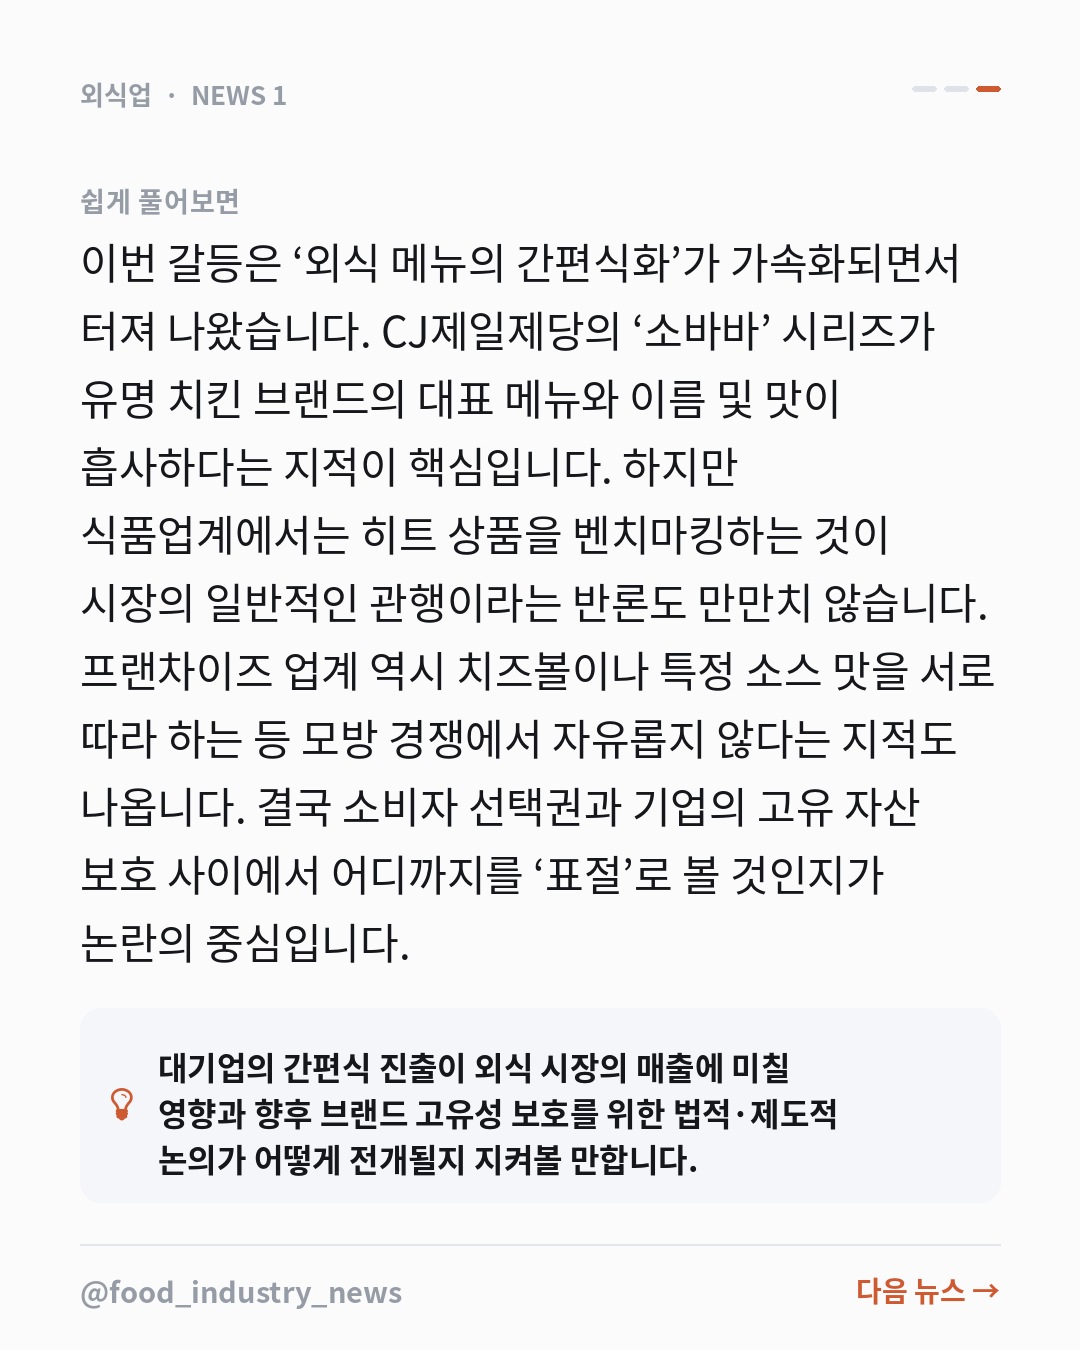 외식업 · NEWS 1
쉽게 풀어보면
이번 갈등은 ‘외식 메뉴의 간편식화’가 가속화되면서
터져 나왔습니다. CJ제일제당의 ‘소바바’ 시리즈가
유명 치킨 브랜드의 대표 메뉴와 이름 및 맛이
흡사하다는 지적이 핵심입니다. 하지만
식품업계에서는 히트 상품을 벤치마킹하는 것이
시장의 일반적인 관행이라는 반론도 만만치 않습니다.
프랜차이즈 업계 역시 치즈볼이나 특정 소스 맛을 서로
따라 하는 등 모방 경쟁에서 자유롭지 않다는 지적도
나옵니다. 결국 소비자 선택권과 기업의 고유 자산
보호 사이에서 어디까지를 ‘표절’로 볼 것인지가
논란의 중심입니다.
대기업의 간편식 진출이 외식 시장의 매출에 미칠
영향과 향후 브랜드 고유성 보호를 위한 법적·제도적
논의가 어떻게 전개될지 지켜볼 만합니다.
@food_industry_news
다음 뉴스 →